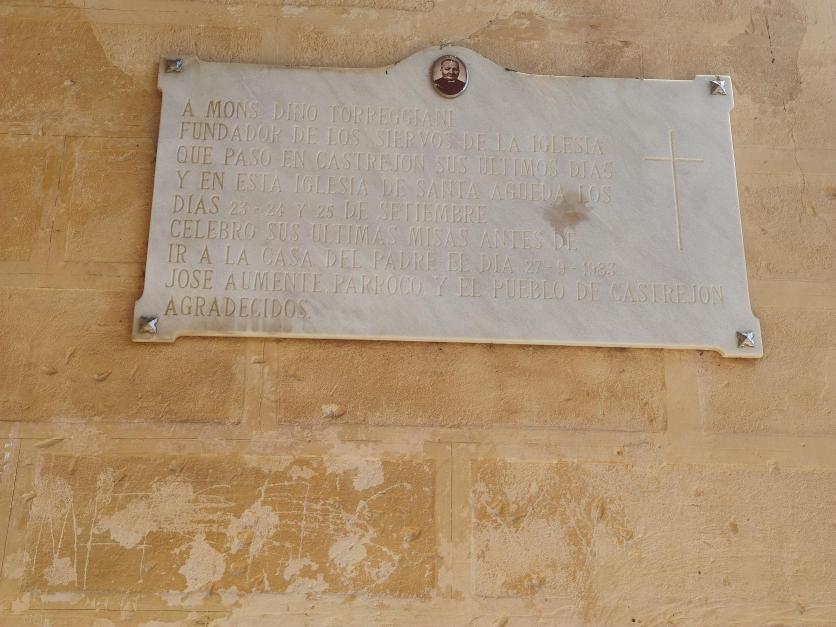 A MONS. DINO TORREGGIANI
FUNDADOR DE LOS SIERVOS DE LA IGLESIA
QUE PASO EN CASTREJON SUS ULTIMOS DIAS
Y EN ESTA IGLESIA DE SANTA AGUEDA LOS
DIAS 23-24 Y 25 DE SETIEMBRE
CELEBRO SUS ULTIMAS MISAS ANTES DE
IR A LA CASA DEL PADRE EL DIA 27-9-1983
JOSE AUMENTE, PARROCO, Y EL PUEBLO DE CASTREJON
AGRADECIDOS.